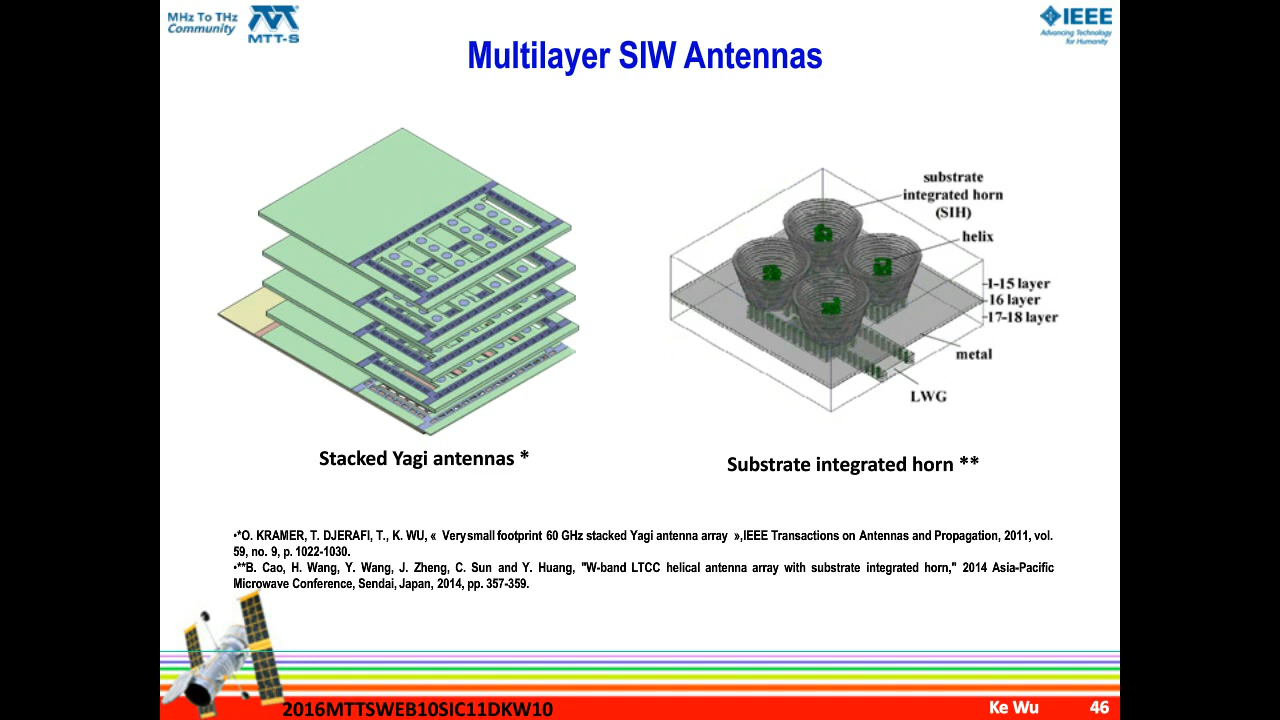 MHz To THz
Community
MTT-S
IEEE
Advancing Technology
for Humanity
Multilayer SIW Antennas
substrate
integrated horn
(SIH)
helix
1-15 layer
16 layer
17-18 layer
metal
LWG
Stacked Yagi antennas *
Substrate integrated horn **
•*O. KRAMER, T. DJERAFI, T., K. WU, « Verysmall footprint 60 GHz stacked Yagi antenna array »,IEEE Transactions on Antennas and Propagation, 2011, vol.
59, no. 9, p. 1022-1030.
•**B. Cao, H. Wang, Y. Wang, J. Zheng, C. Sun and Y. Huang, "W-band LTCC helical antenna array with substrate integrated horn," 2014 Asia-Pacific
Microwave Conference, Sendai, Japan, 2014, pp. 357-359.
2016MTTSWEB10SIC11DKW10
Ke Wu
46